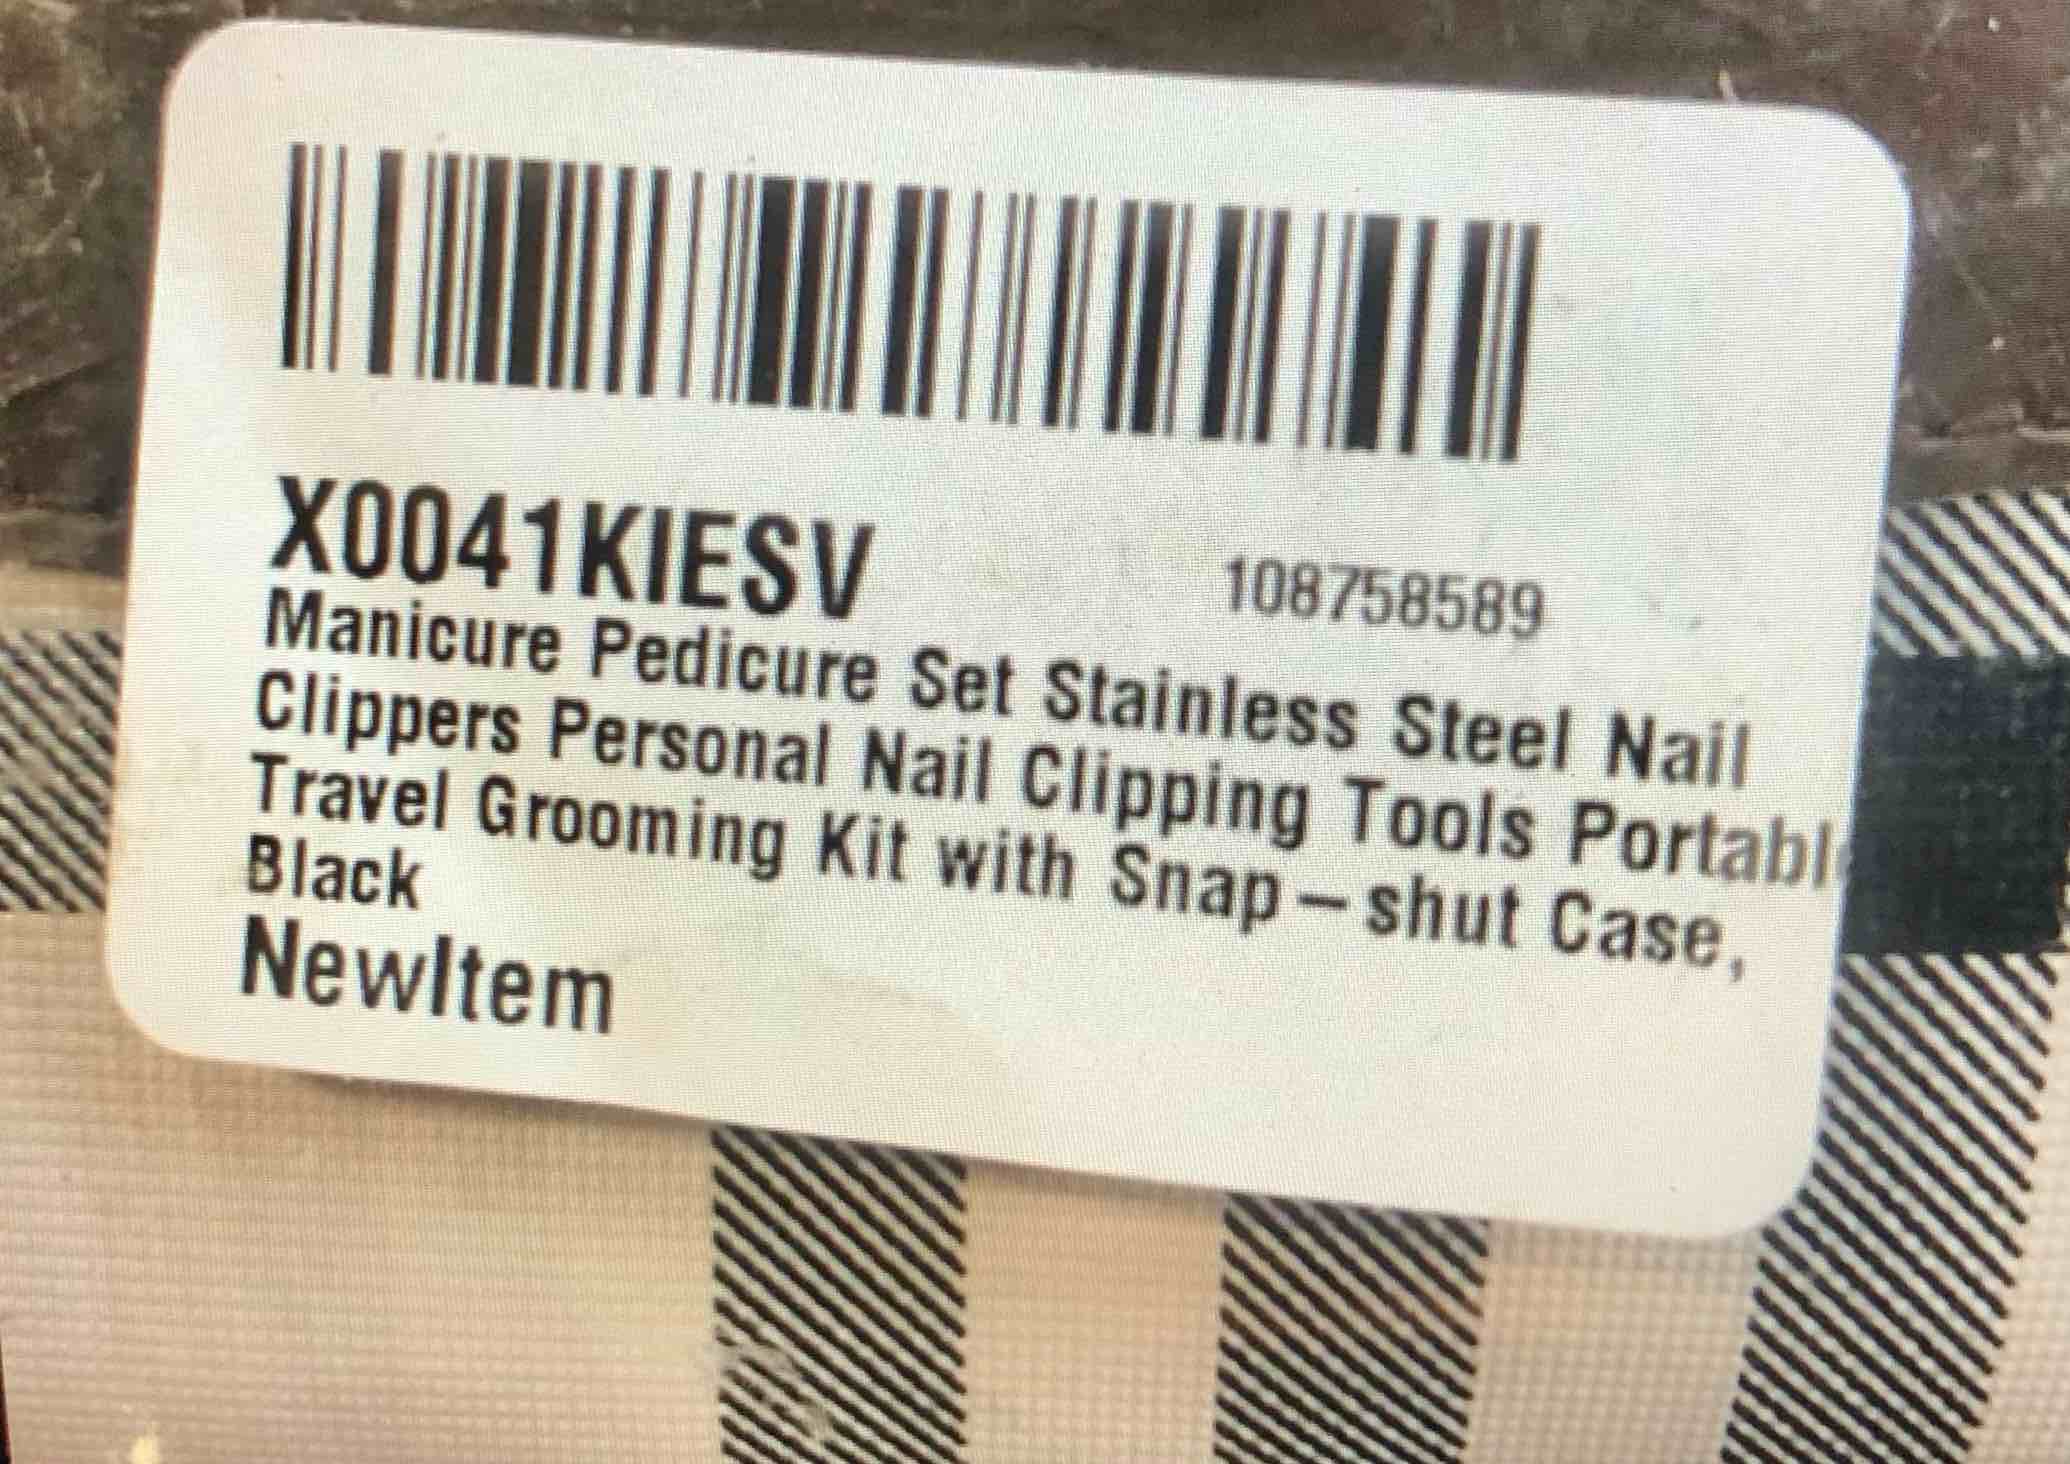 X0041KIESV 108758589
Manicure Pedicure Set Stainless Steel Nail
Clippers Personal Nail Clipping Tools Portabl
Travel Grooming Kit with Snap-shut Case,
Black
NewItem